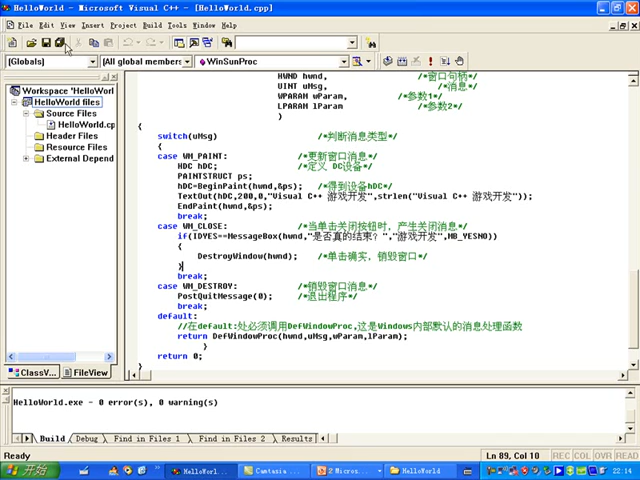 HelloWorld - Microsoft Visual C++ - [HelloWorld.cpp]
File Edit View Insert Project Build Tools Window Help
[Globals] [All global members WinSunProc
Workspace 'HelloWorl
HelloWorld files
Source Files
HelloWorld.cp
Header Files
Resource Files
External Depend
HWND hwnd, /*窗口句柄
UINT uMsg, /*消息*/
WPARAM wParam, /*参数1*/
LPARAM lParam /*参数2*/
)
{
switch(uMsg) /*判断消息类型*/
{
case WM_PAINT: /*更新窗口消息*/
HDC hDC; /*定义 DC设备*/
PAINTSTRUCT ps;
hDC=BeginPaint(hwnd,&ps); /*得到设备hDC*/
TextOut(hDC,200,0,"Visual C++ 游戏开发",strlen("Visual C++ 游戏开发"));
EndPaint(hwnd,&ps);
break;
case WM_CLOSE: /*当单击关闭按钮时，产生关闭消息*/
if(IDYES==MessageBox(hwnd,"是否真的结束？","游戏开发",MB_YESNO))
{
DestroyWindow(hwnd); /*单击确实，销毁窗口*/
}
break;
case WM_DESTROY: /*销毁窗口消息*/
PostQuitMessage(0); /*退出程序*/
break;
default:
//在default:处必须调用DefWindowProc,这是Windows内部默认的消息处理函数
return DefWindowProc(hwnd,uMsg,wParam,lParam);
}
return 0;
}
ClassV... FileView
HelloWorld.exe - 0 error(s), 0 warning(s)
Build Debug Find in Files 1 Find in Files 2 Results
Ready Ln 89, Col 10 REC COL OVR READ
开始 HelloWorl... Camtasia ... 2 Micros... HelloWorld 22:14